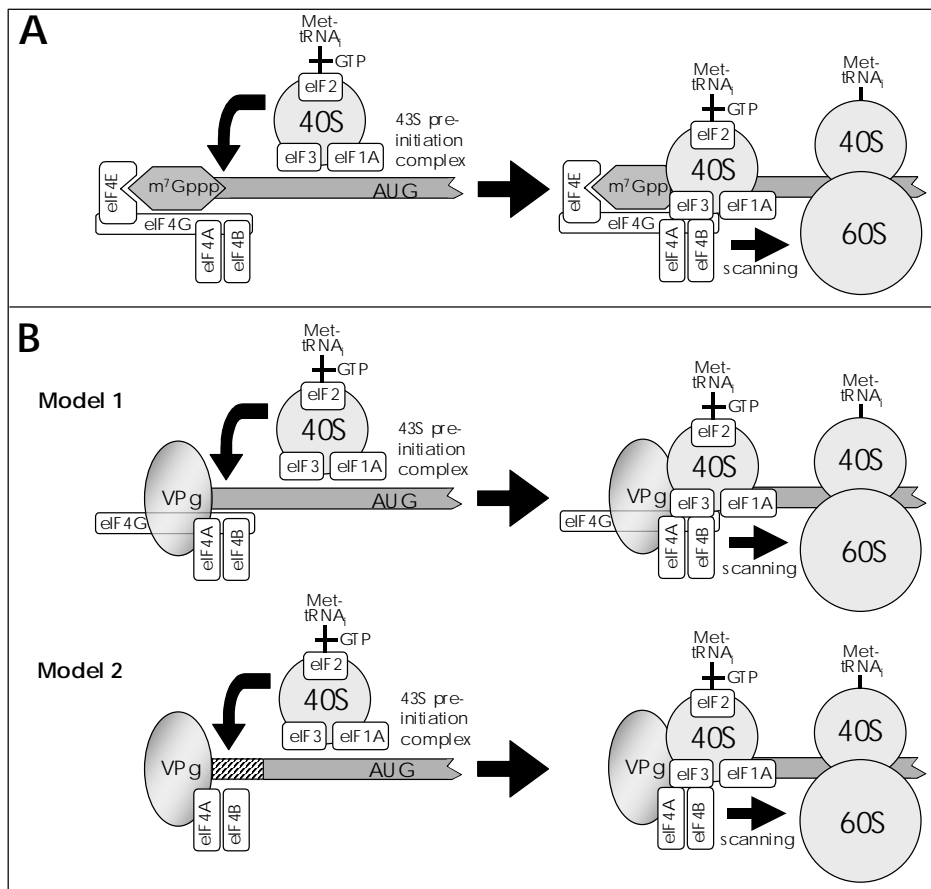 A
Met-
tRNAi
GTP
eIF2
40S
eIF3
eIF1A
43S pre-
initiation
complex
eIF4E
m7Gppp
AUG
eIF4G
eIF4A
eIF4B
Met-
tRNAi
GTP
eIF2
40S
eIF4E
m7Gpp
eIF3
eIF1A
eIF4G
eIF4A
eIF4B
scanning
Met-
tRNAi
40S
60S
B
Model 1
Met-
tRNAi
GTP
eIF2
40S
eIF3
eIF1A
43S pre-
initiation
complex
VPg
AUG
eIF4G
eIF4A
eIF4B
Met-
tRNAi
GTP
eIF2
40S
VPg
eIF3
eIF1A
eIF4G
eIF4A
eIF4B
scanning
Met-
tRNAi
40S
60S
Model 2
Met-
tRNAi
GTP
eIF2
40S
eIF3
eIF1A
43S pre-
initiation
complex
VPg
AUG
eIF4A
eIF4B
Met-
tRNAi
GTP
eIF2
40S
VPg
eIF3
eIF1A
eIF4A
eIF4B
scanning
Met-
tRNAi
40S
60S